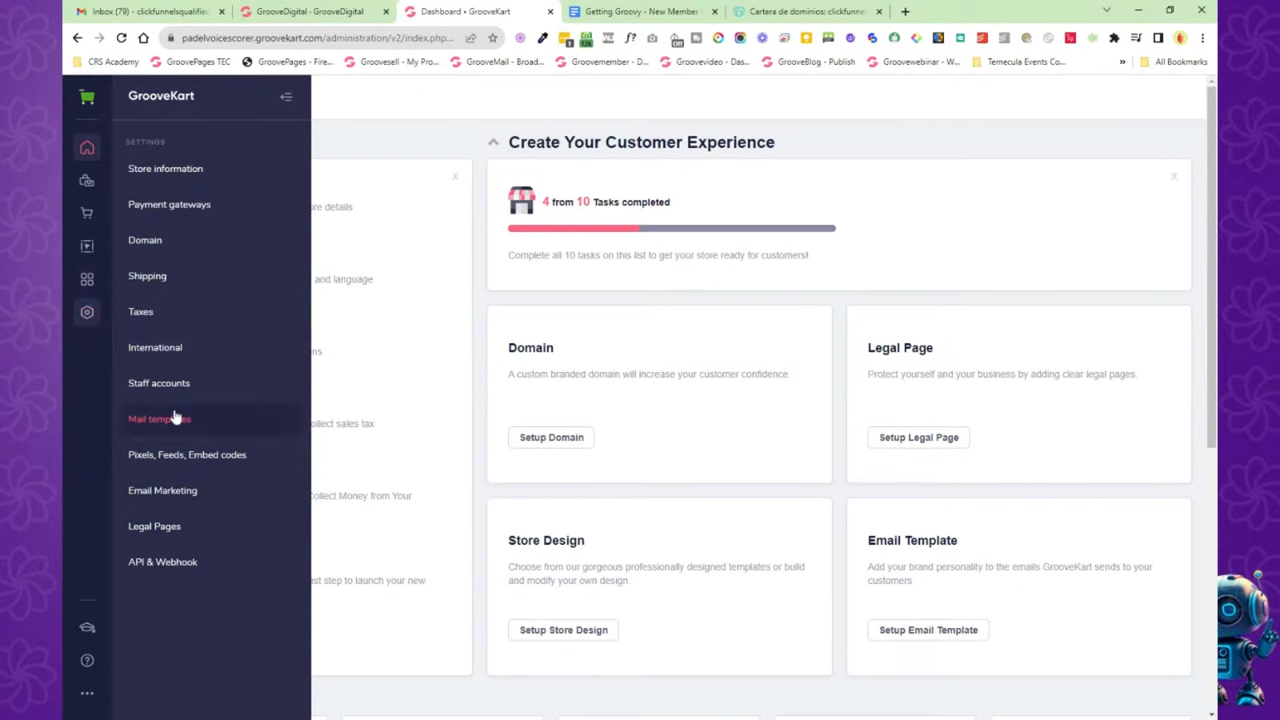 Inbox (79) - clickfunnelsqualified
GrooveDigital - GrooveDigital
Dashboard • GrooveKart
Getting Groovy - New Member
Cartera de dominios: clickfunnel
padelvoicescorer.groovekart.com/administration/v2/index.php...
CRS Academy
GroovePages TEC
GroovePages - Fire...
Groovesell - My Pro...
GrooveMail - Broad...
Groovemember - D...
Groovevideo - Das...
GrooveBlog - Publish
Groovewebinar - W...
Temecula Events Co...
»
All Bookmarks
GrooveKart
SETTINGS
Store information
Payment gateways
Domain
Shipping
Taxes
International
Staff accounts
Mail temp es
Pixels, Feeds, Embed codes
Email Marketing
Legal Pages
API & Webhook
ore details
and language
ns
ollect sales tax
Collect Money from Your
st step to launch your new
X
Create Your Customer Experience
X
4 from 10 Tasks completed
Complete all 10 tasks on this list to get your store ready for customers!
Domain
A custom branded domain will increase your customer confidence.
Setup Domain
Legal Page
Protect yourself and your business by adding clear legal pages.
Setup Legal Page
Store Design
Choose from our gorgeous professionally designed templates or build
and modify your own design.
Setup Store Design
Email Template
Add your brand personality to the emails GrooveKart sends to your
customers
Setup Email Template